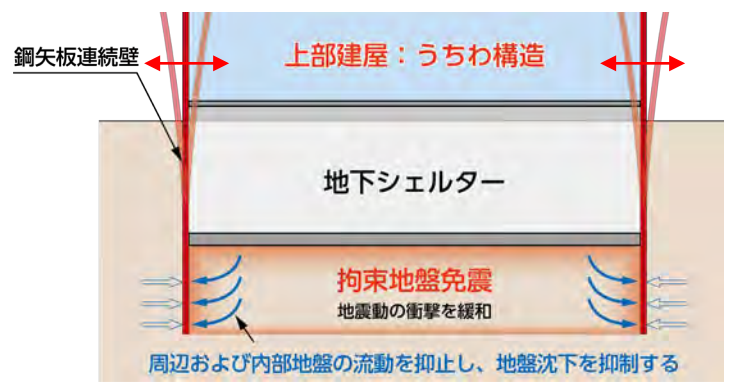 上部建屋：うちわ構造
鋼矢板連続壁
地下シェルター
拘束地盤免震
地震動の衝撃を緩和
周辺および内部地盤の流動を抑止し、地盤沈下を抑制する